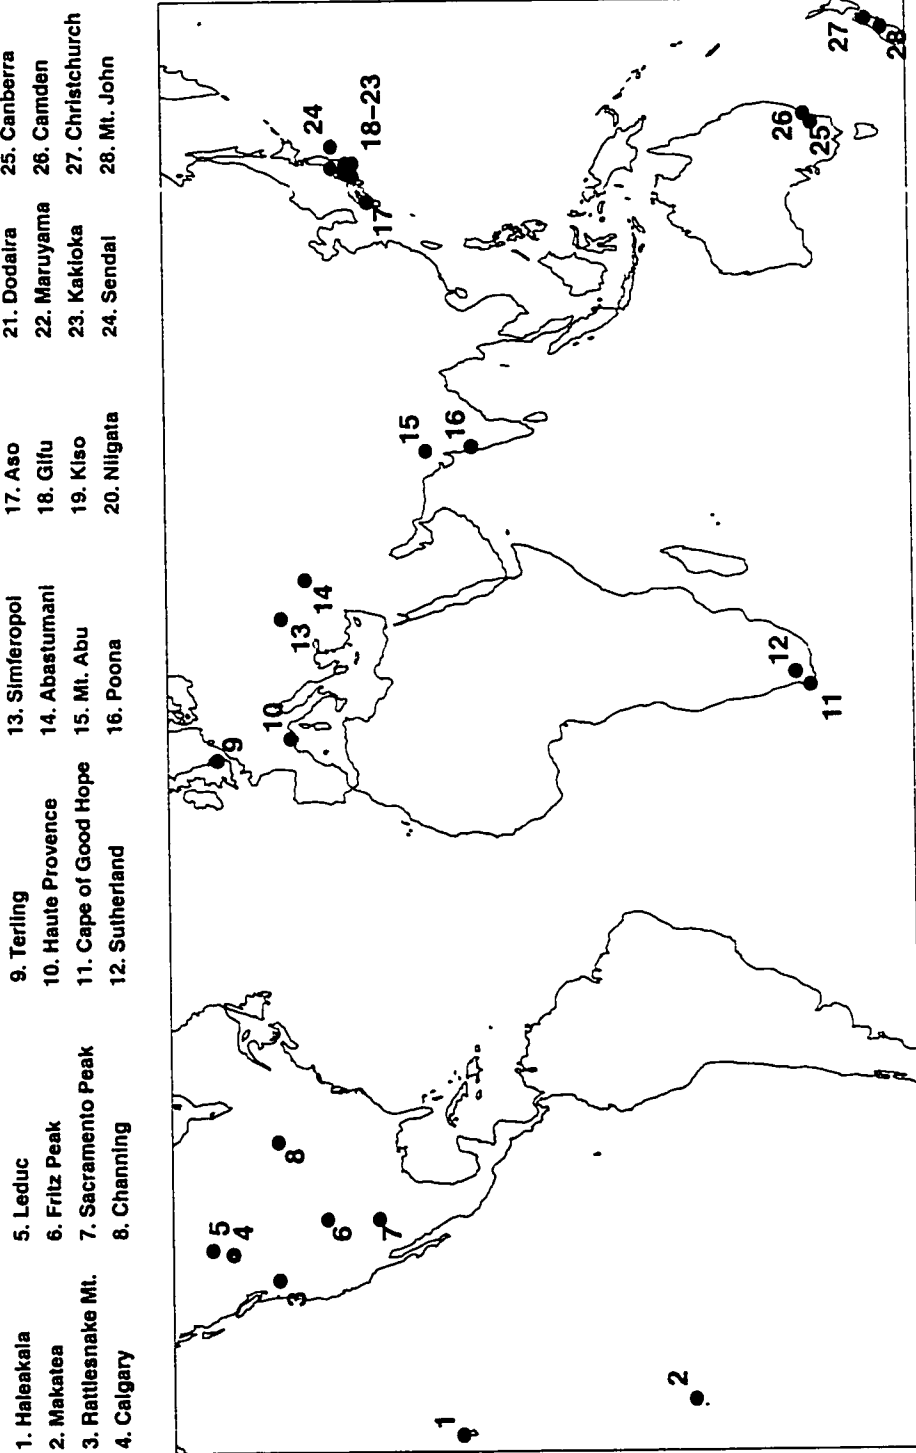 1. Haleakala
2. Makatea
3. Rattlesnake Mt.
4. Calgary
5. Leduc
6. Fritz Peak
7. Sacramento Peak
8. Channing
9. Terling
10. Haute Provence
11. Cape of Good Hope
12. Sutherland
13. Simferopol
14. Abastumani
15. Mt. Abu
16. Poona
17. Aso
18. Gifu
19. Kiso
20. Niigata
21. Dodaira
22. Maruyama
23. Kakioka
24. Sendai
25. Canberra
26. Camden
27. Christchurch
28. Mt. John
1
2
3
4
5
6
7
8
9
10
11
12
13
14
15
16
17
18–23
24
25
26
27
28